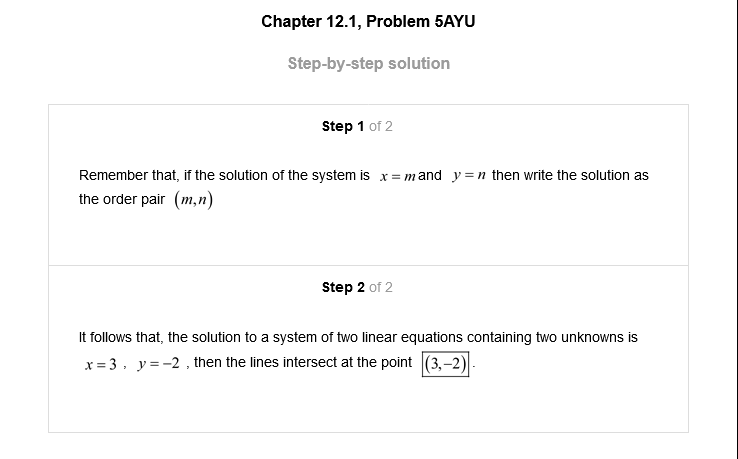 Chapter 12.1, Problem 5AYU
Step-by-step solution
Step 1 of 2
Remember that, if the solution of the system is x = m and y = n then write the solution as
the order pair (m,n)
Step 2 of 2
It follows that, the solution to a system of two linear equations containing two unknowns is
x = 3 , y = −2 , then the lines intersect at the point (3,−2) .